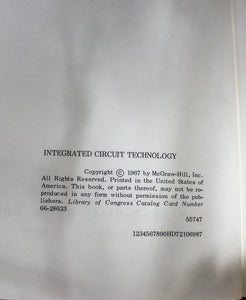 INTEGRATED CIRCUIT TECHNOLOGY
Copyright © 1967 by McGraw-Hill, Inc.
All Rights Reserved. Printed in the United States of
America. This book, or parts thereof, may not be re-
produced in any form without permission of the pub-
lishers. Library of Congress Catalog Card Number
66-28633
55747
1234567890HD72106987